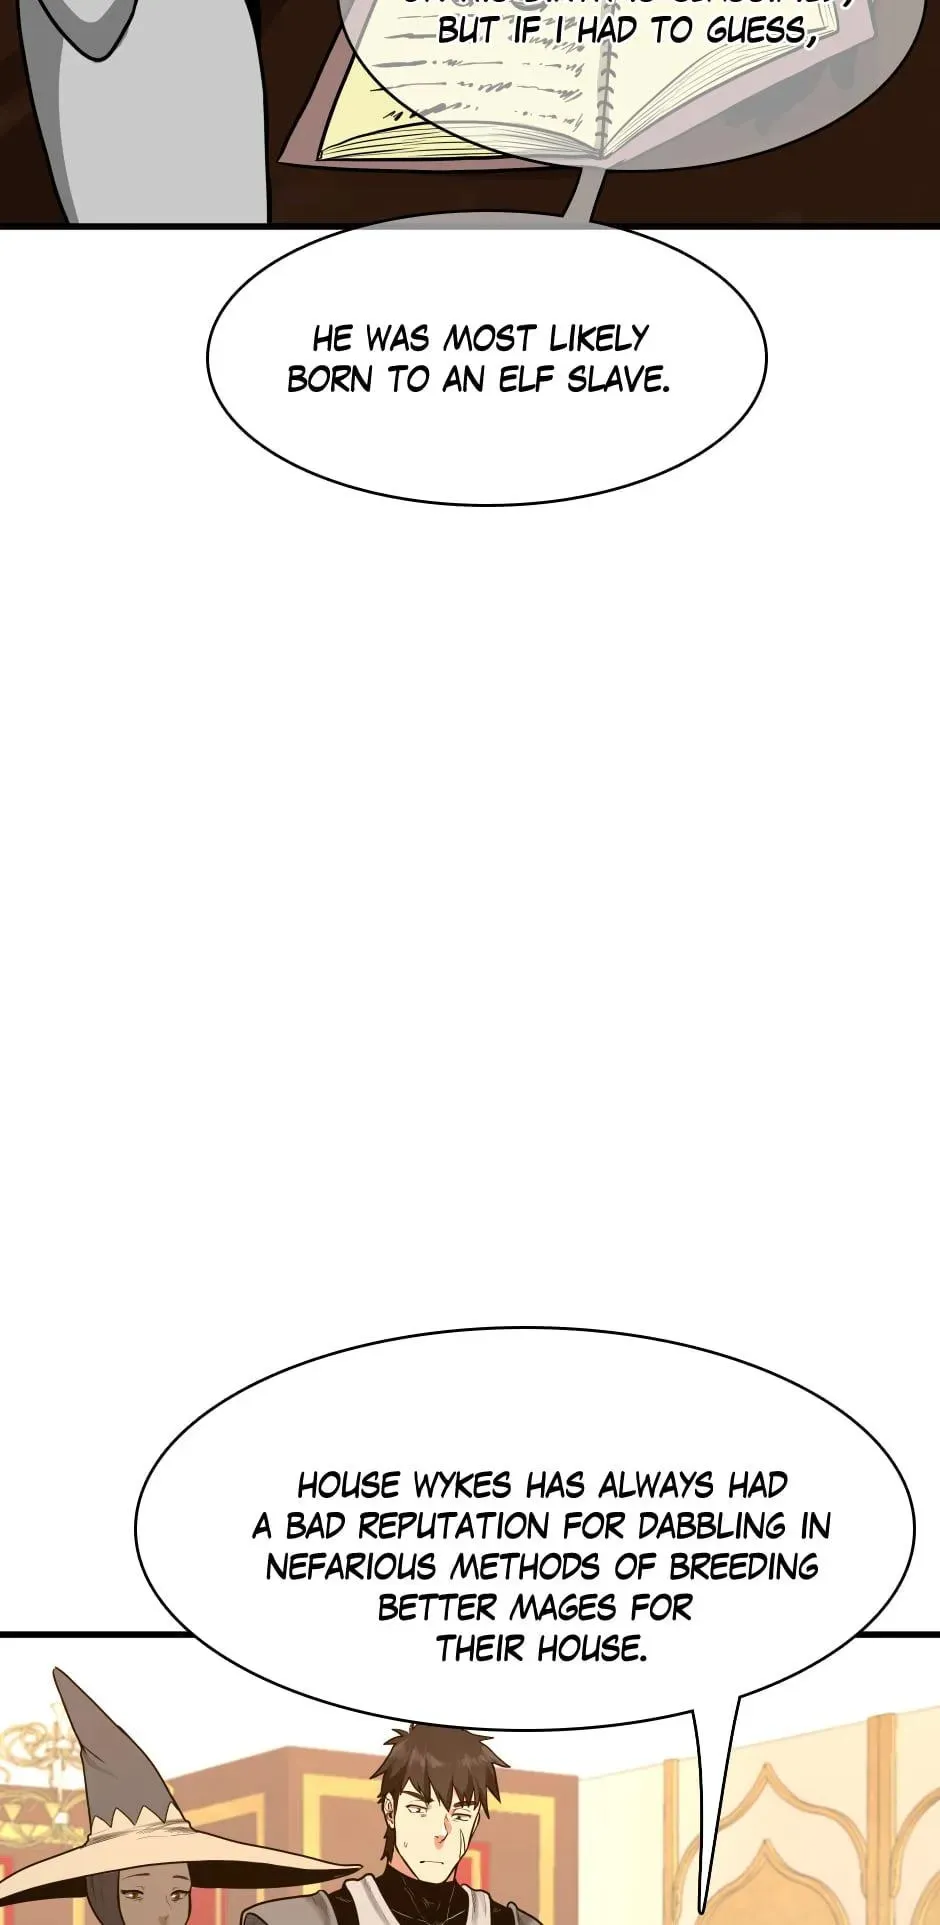 BUT IF I HAD TO GUESS,
HE WAS MOST LIKELY
BORN TO AN ELF SLAVE.
HOUSE WYKES HAS ALWAYS HAD
A BAD REPUTATION FOR DABBLING IN
NEFARIOUS METHODS OF BREEDING
BETTER MAGES FOR
THEIR HOUSE.